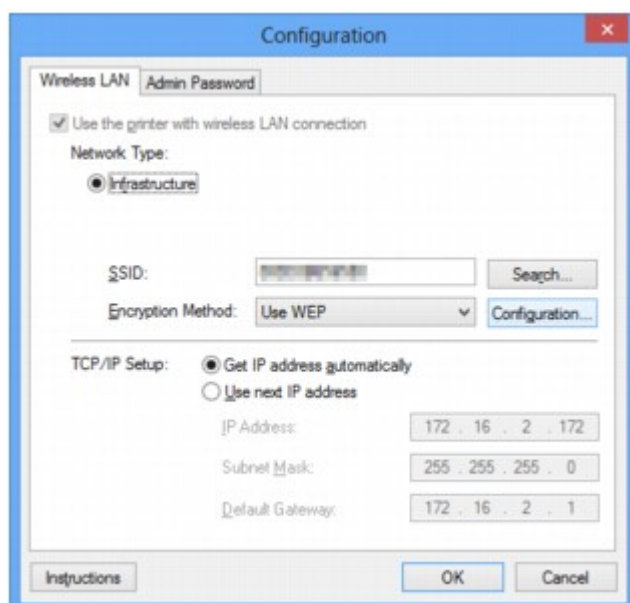 Configuration
Wireless LAN Admin Password
Use the printer with wireless LAN connection
Network Type:
Infrastructure
SSID: Search...
Encryption Method: Use WEP Configuration...
TCP/IP Setup: Get IP address automatically
Use next IP address
IP Address: 172 . 16 . 2 . 172
Subnet Mask: 255 . 255 . 255 . 0
Default Gateway: 172 . 16 . 2 . 1
Instructions OK Cancel